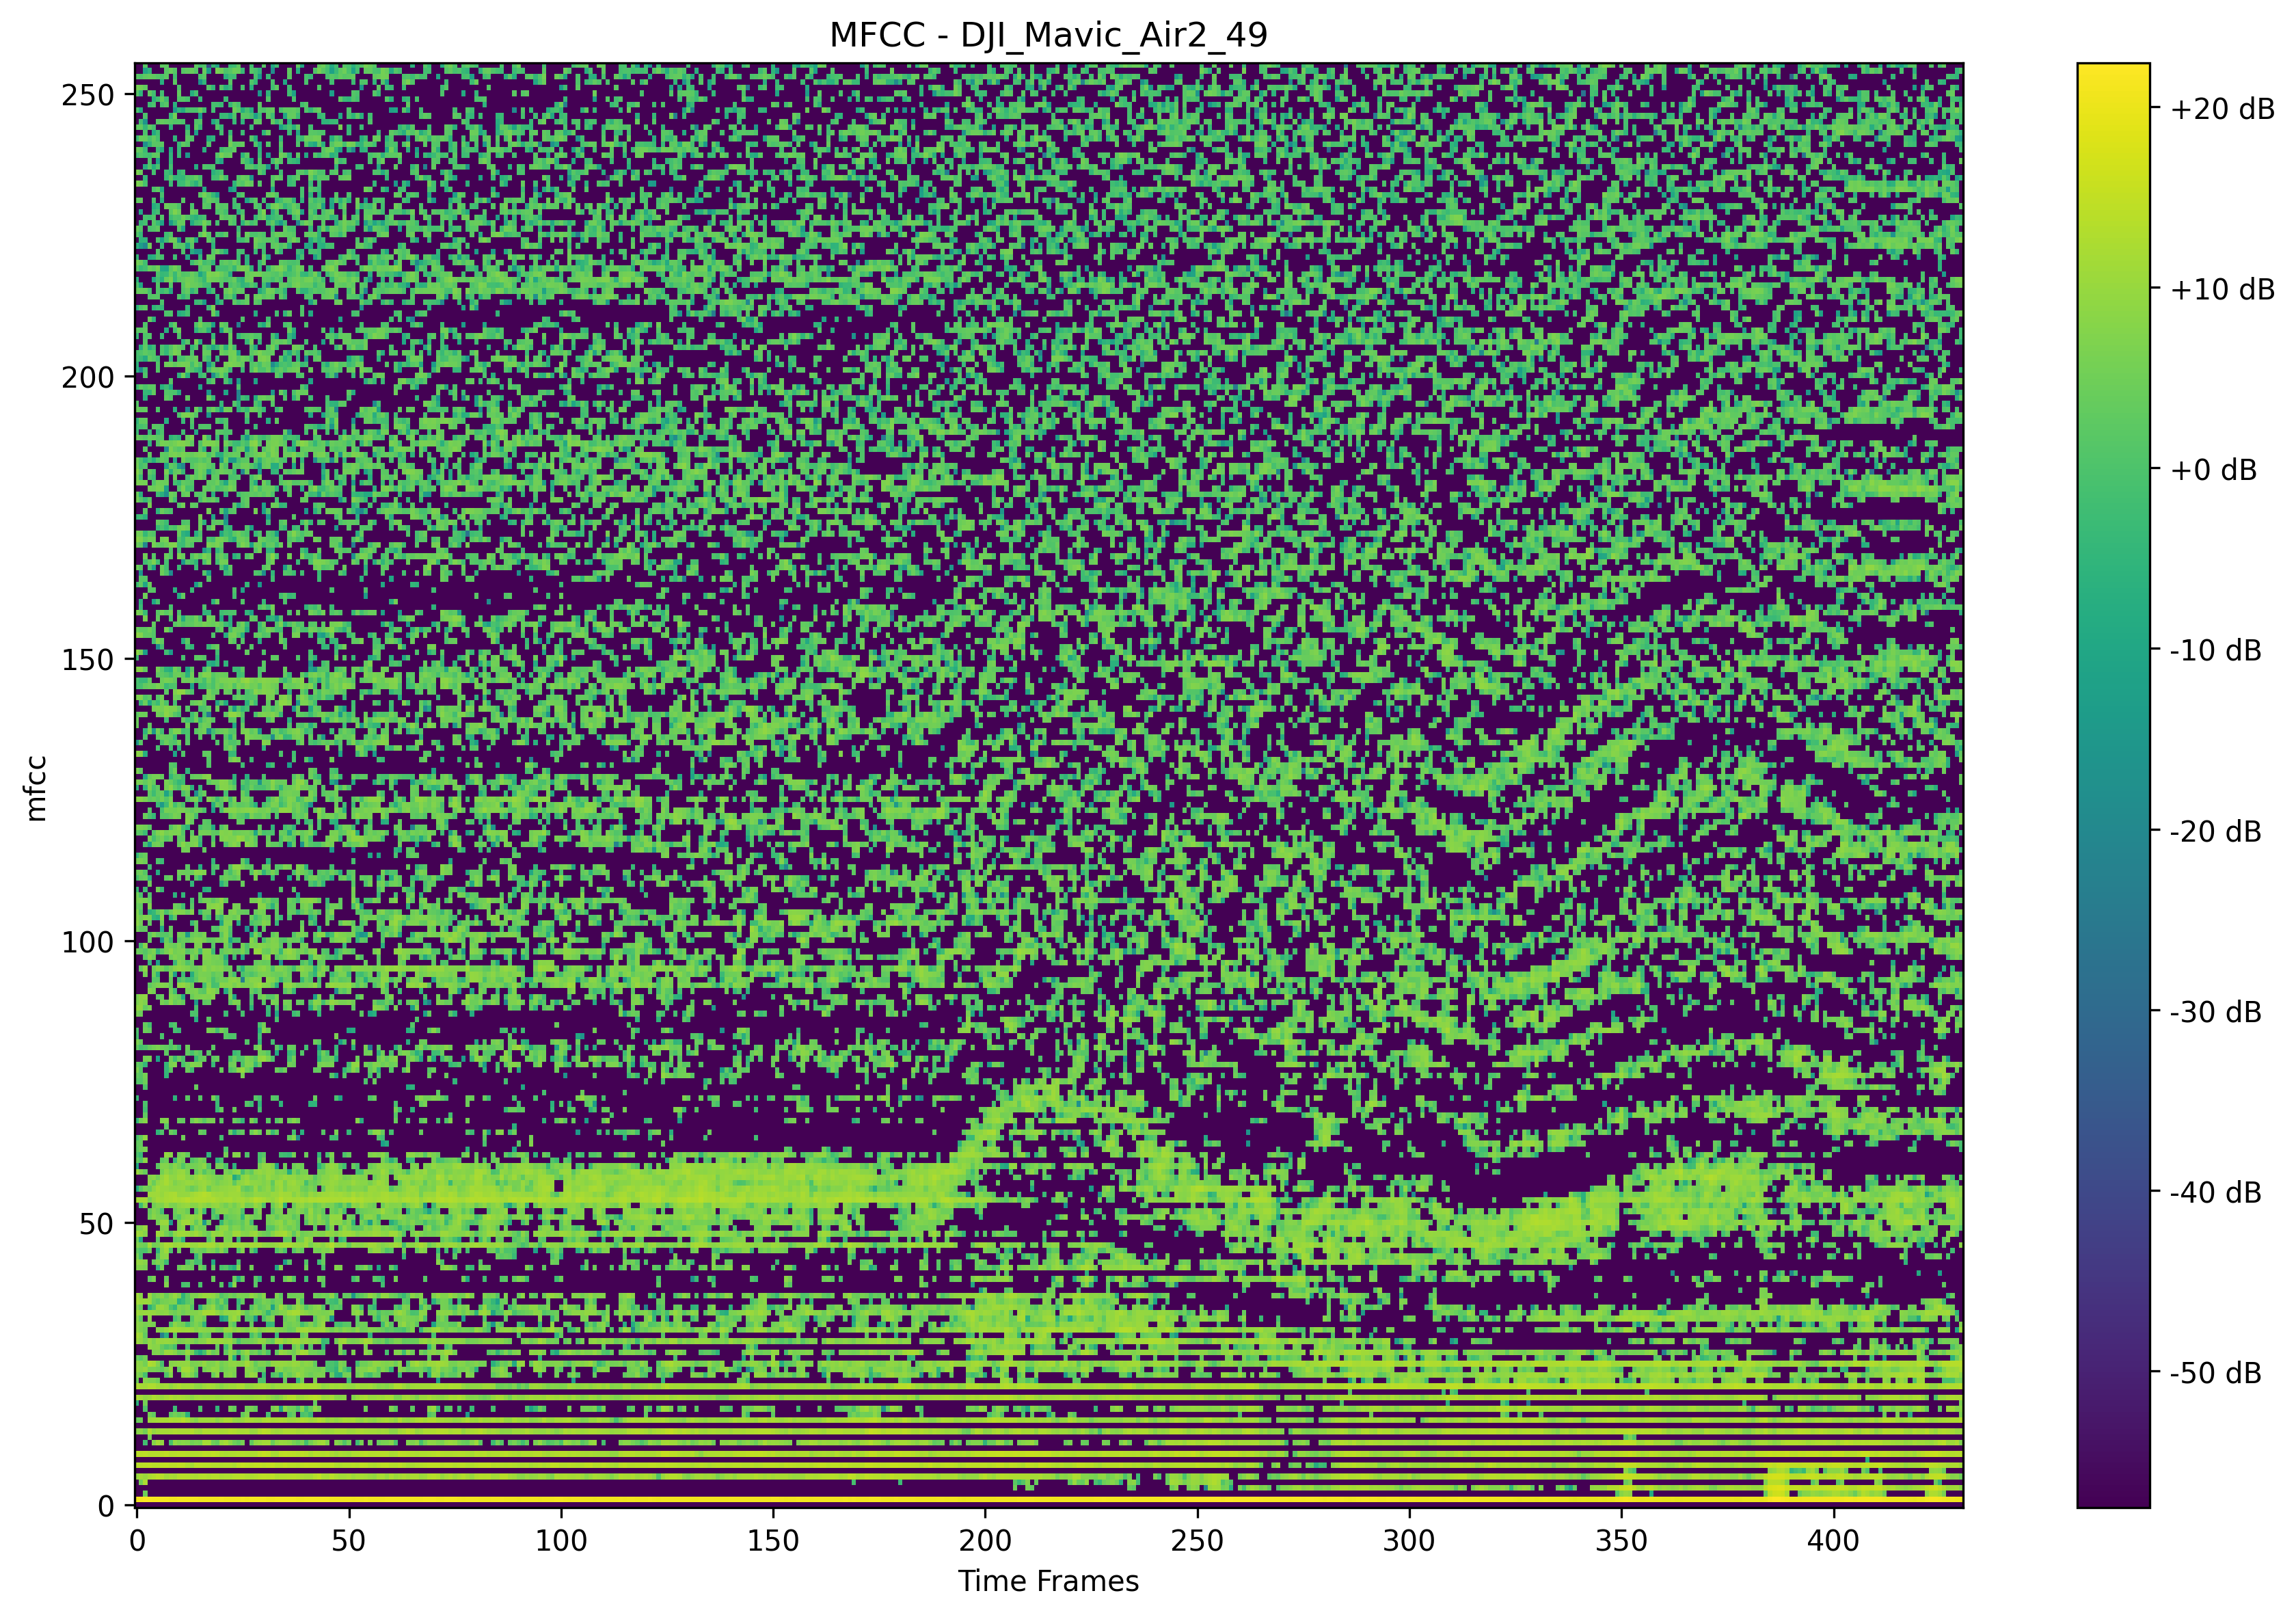 MFCC - DJI_Mavic_Air2_49
250
200
150
100
50
0
mfcc
0 50 100 150 200 250 300 350 400
Time Frames
+20 dB
+10 dB
+0 dB
-10 dB
-20 dB
-30 dB
-40 dB
-50 dB